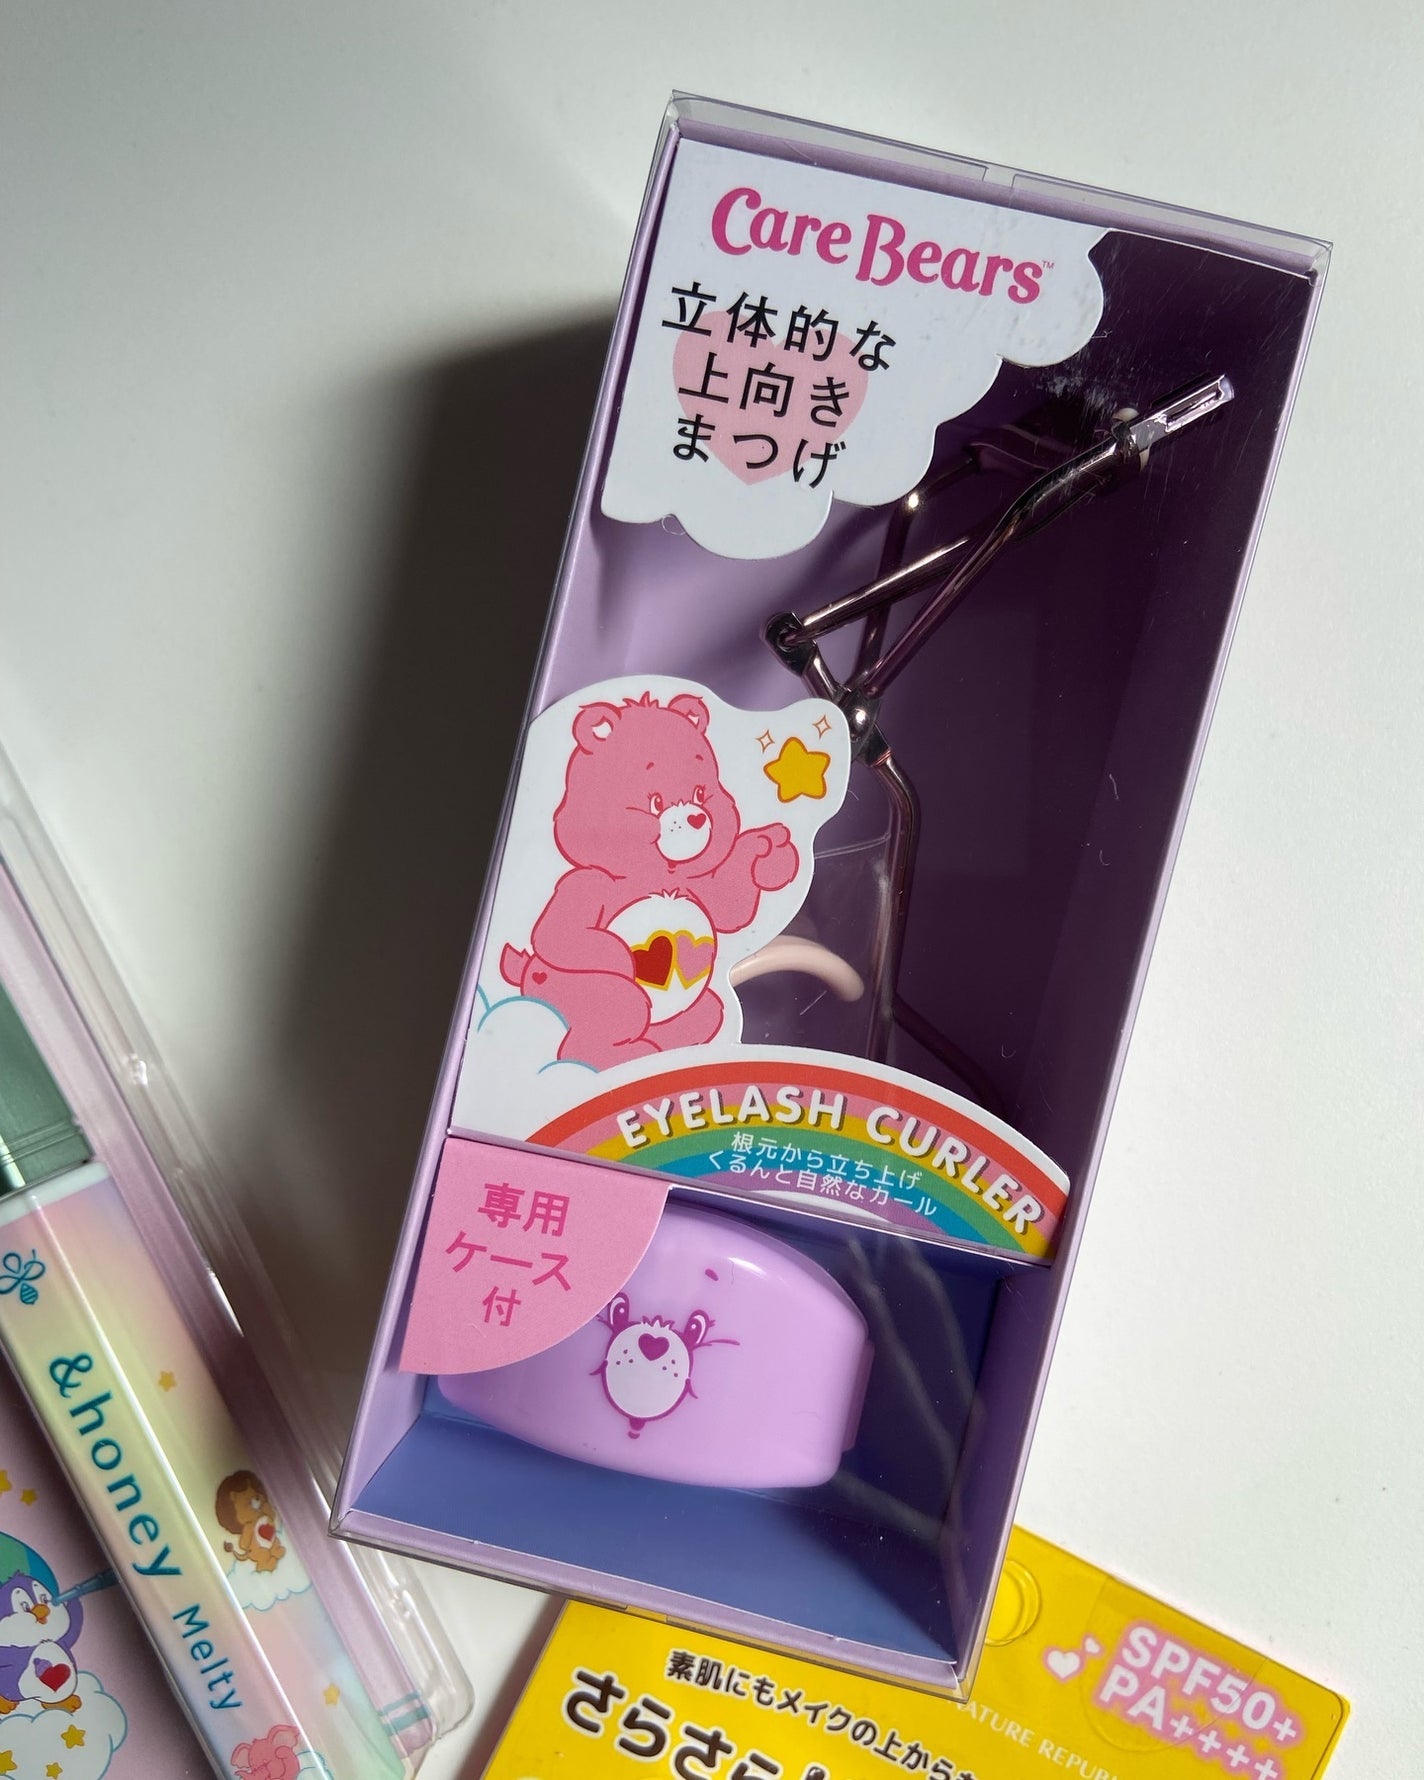 Care Bears™
立体的な
上向き
まつげ
EYELASH CURLER
根元から立ち上げ
くるんと自然なカール
専用
ケース
付
&honey
Melty
SPF50+
PA++++
素肌にもメイクの上から
さらさら